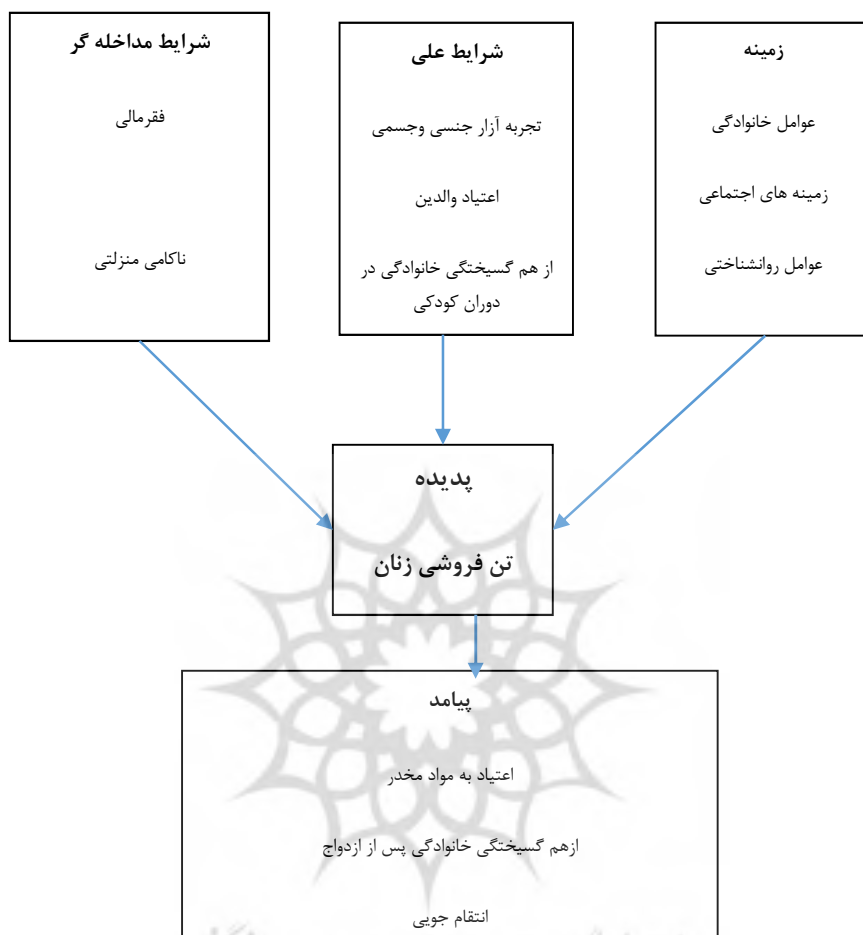 زمینه
عوامل خانوادگی
زمینه های اجتماعی
عوامل روانشناختی
شرایط علی
تجربه آزار جنسی وجسمی
اعتیاد والدین
از هم گسیختگی خانوادگی در
دوران کودکی
شرایط مداخله گر
فقرمالی
ناکامی منزلتی
پدیده
تن فروشی زنان
پیامد
اعتیاد به مواد مخدر
ازهم گسیختگی خانوادگی پس از ازدواج
انتقام جویی